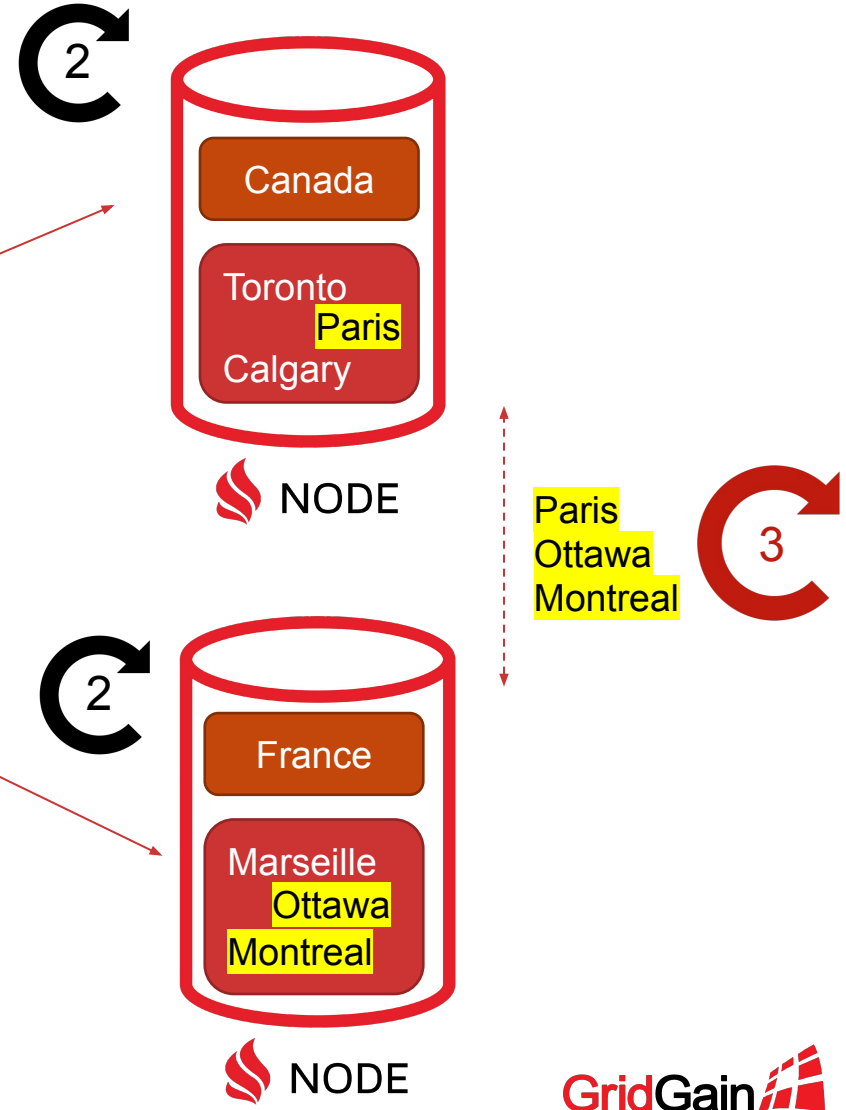 2
Canada
Toronto
Paris
Calgary
NODE
Paris
Ottawa
Montreal
3
2
France
Marseille
Ottawa
Montreal
NODE
GridGain